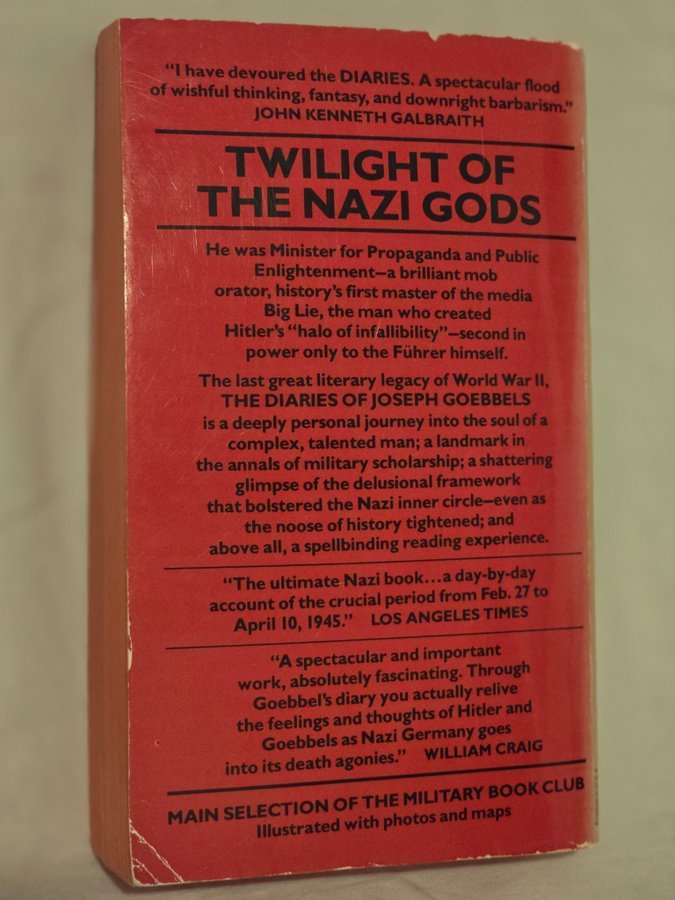 “I have devoured the DIARIES. A spectacular flood
of wishful thinking, fantasy, and downright barbarism.”
JOHN KENNETH GALBRAITH
TWILIGHT OF
THE NAZI GODS
He was Minister for Propaganda and Public
Enlightenment—a brilliant mob
orator, history’s first master of the media
Big Lie, the man who created
Hitler’s “halo of infallibility”—second in
power only to the Führer himself.
The last great literary legacy of World War II,
THE DIARIES OF JOSEPH GOEBBELS
is a deeply personal journey into the soul of a
complex, talented man; a landmark in
the annals of military scholarship; a shattering
glimpse of the delusional framework
that bolstered the Nazi inner circle—even as
the noose of history tightened; and
above all, a spellbinding reading experience.
“The ultimate Nazi book...a day-by-day
account of the crucial period from Feb. 27 to
April 10, 1945.” LOS ANGELES TIMES
“A spectacular and important
work, absolutely fascinating. Through
Goebbel’s diary you actually relive
the feelings and thoughts of Hitler and
Goebbels as Nazi Germany goes
into its death agonies.” WILLIAM CRAIG
MAIN SELECTION OF THE MILITARY BOOK CLUB
Illustrated with photos and maps